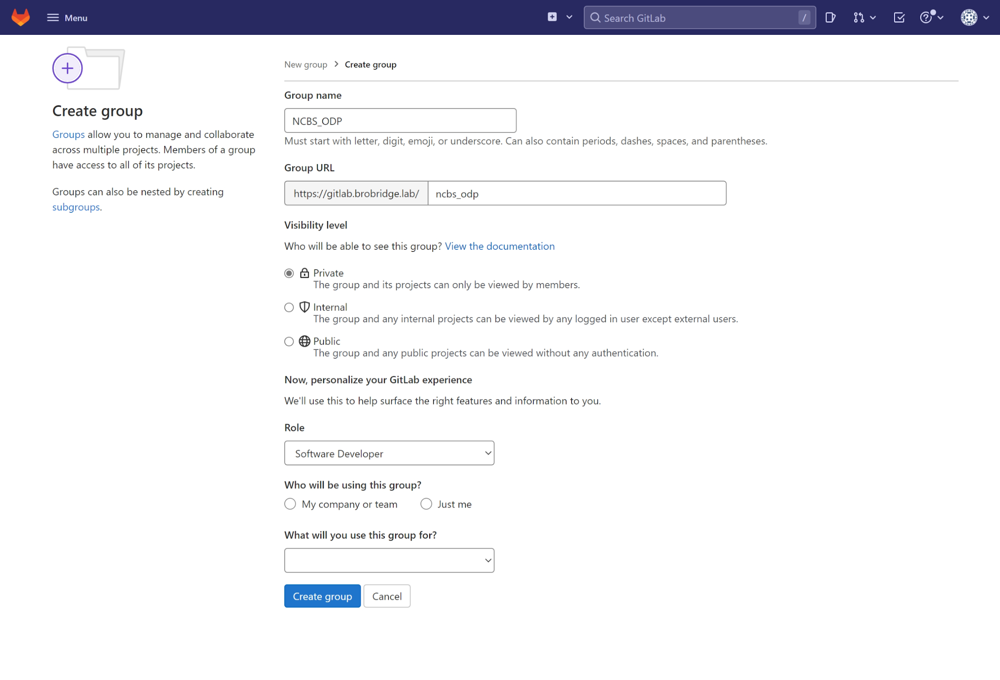 Menu
Search GitLab
/
Create group
Groups allow you to manage and collaborate
across multiple projects. Members of a group
have access to all of its projects.
Groups can also be nested by creating
subgroups.
New group > Create group
Group name
NCBS_ODP
Must start with letter, digit, emoji, or underscore. Can also contain periods, dashes, spaces, and parentheses.
Group URL
https://gitlab.brobridge.lab/ ncbs_odp
Visibility level
Who will be able to see this group? View the documentation
Private
The group and its projects can only be viewed by members.
Internal
The group and any internal projects can be viewed by any logged in user except external users.
Public
The group and any public projects can be viewed without any authentication.
Now, personalize your GitLab experience
We'll use this to help surface the right features and information to you.
Role
Software Developer
Who will be using this group?
My company or team Just me
What will you use this group for?
Create group Cancel